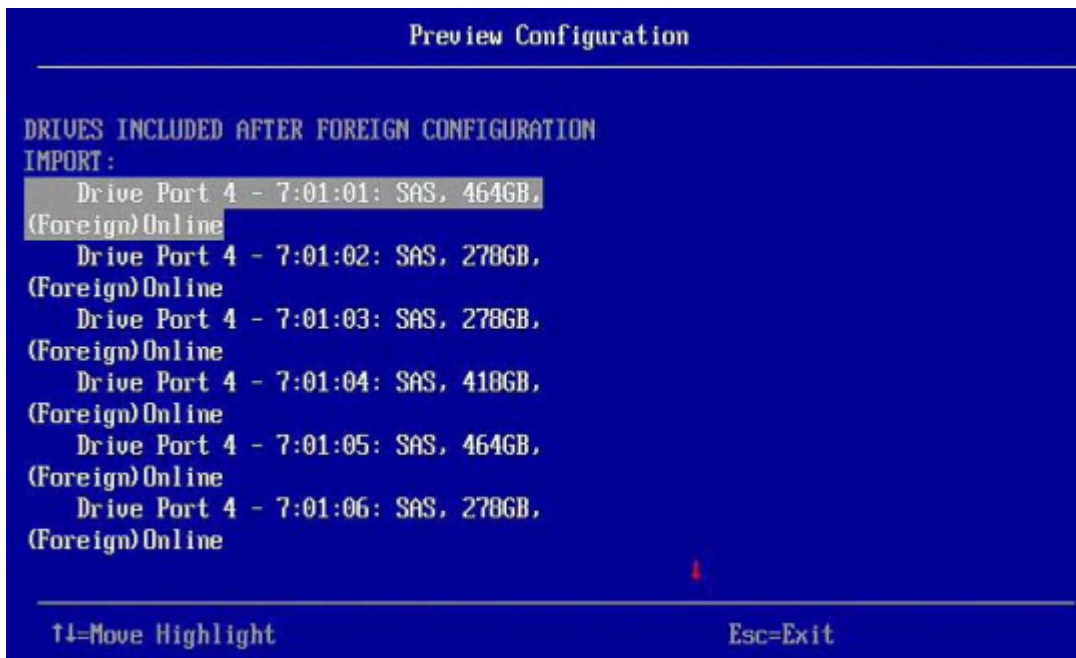 Preview Configuration
DRIVES INCLUDED AFTER FOREIGN CONFIGURATION
IMPORT:
Drive Port 4 - 7:01:01: SAS, 464GB,
(Foreign)Online
Drive Port 4 - 7:01:02: SAS, 278GB,
(Foreign)Online
Drive Port 4 - 7:01:03: SAS, 278GB,
(Foreign)Online
Drive Port 4 - 7:01:04: SAS, 418GB,
(Foreign)Online
Drive Port 4 - 7:01:05: SAS, 464GB,
(Foreign)Online
Drive Port 4 - 7:01:06: SAS, 278GB,
(Foreign)Online
↓
↑↓=Move Highlight Esc=Exit